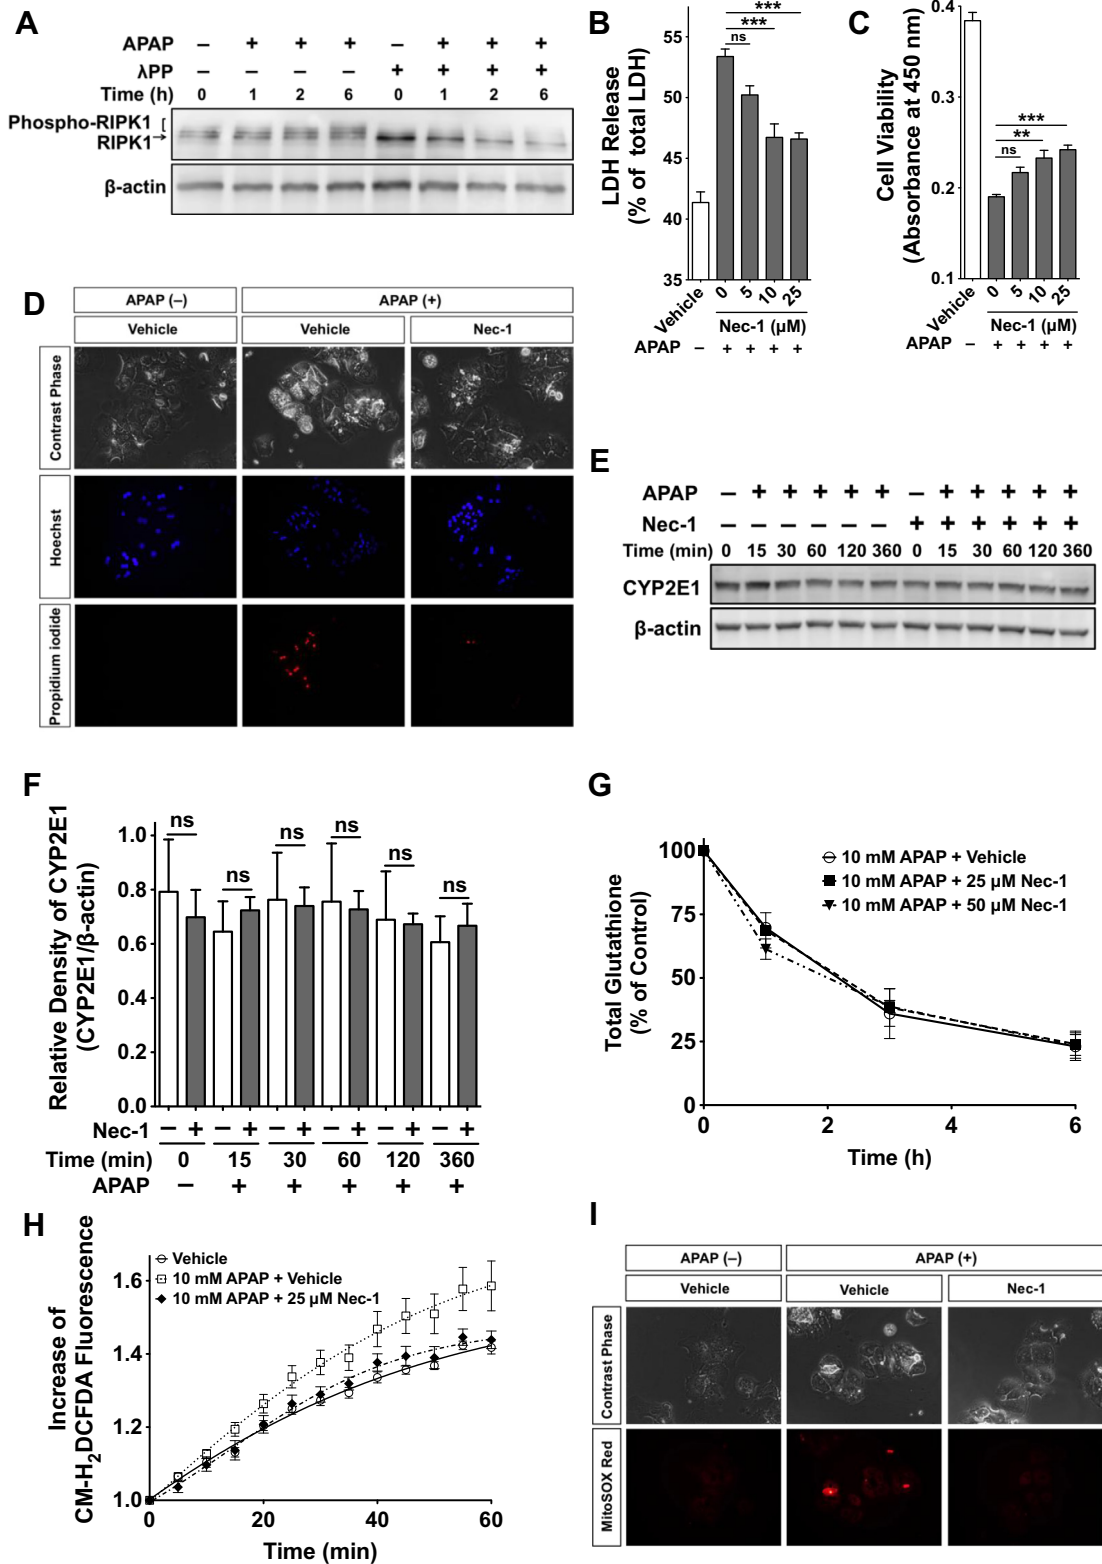 A
APAP – + + + – + + +
λPP – – – – + + + +
Time (h) 0 1 2 6 0 1 2 6
Phospho-RIPK1
RIPK1
β-actin
B
LDH Release
(% of total LDH)
55
50
45
40
35
***
***
ns
Vehicle 0 5 10 25
Nec-1 (µM)
APAP – + + + +
C
Cell Viability
(Absorbance at 450 nm)
0.4
0.3
0.2
0.1
***
**
ns
Vehicle 0 5 10 25
Nec-1 (µM)
APAP – + + + +
D
APAP (–) APAP (+)
Vehicle Vehicle Nec-1
Contrast Phase
Hoechst
Propidium iodide
E
APAP – + + + + + – + + + + +
Nec-1 – – – – – – + + + + + +
Time (min) 0 15 30 60 120 360 0 15 30 60 120 360
CYP2E1
β-actin
F
Relative Density of CYP2E1
(CYP2E1/β-actin)
1.0
0.8
0.6
0.4
0.2
0.0
ns ns ns ns ns ns
– + – + – + – + – + – +
Nec-1
Time (min) 0 15 30 60 120 360
APAP – + + + + +
G
Total Glutathione
(% of Control)
100
75
50
25
0
10 mM APAP + Vehicle
10 mM APAP + 25 µM Nec-1
10 mM APAP + 50 µM Nec-1
0 2 4 6
Time (h)
H
Increase of
CM-H₂DCFDA Fluorescence
1.6
1.4
1.2
1.0
Vehicle
10 mM APAP + Vehicle
10 mM APAP + 25 µM Nec-1
0 20 40 60
Time (min)
I
APAP (–) APAP (+)
Vehicle Vehicle Nec-1
Contrast Phase
MitoSOX Red